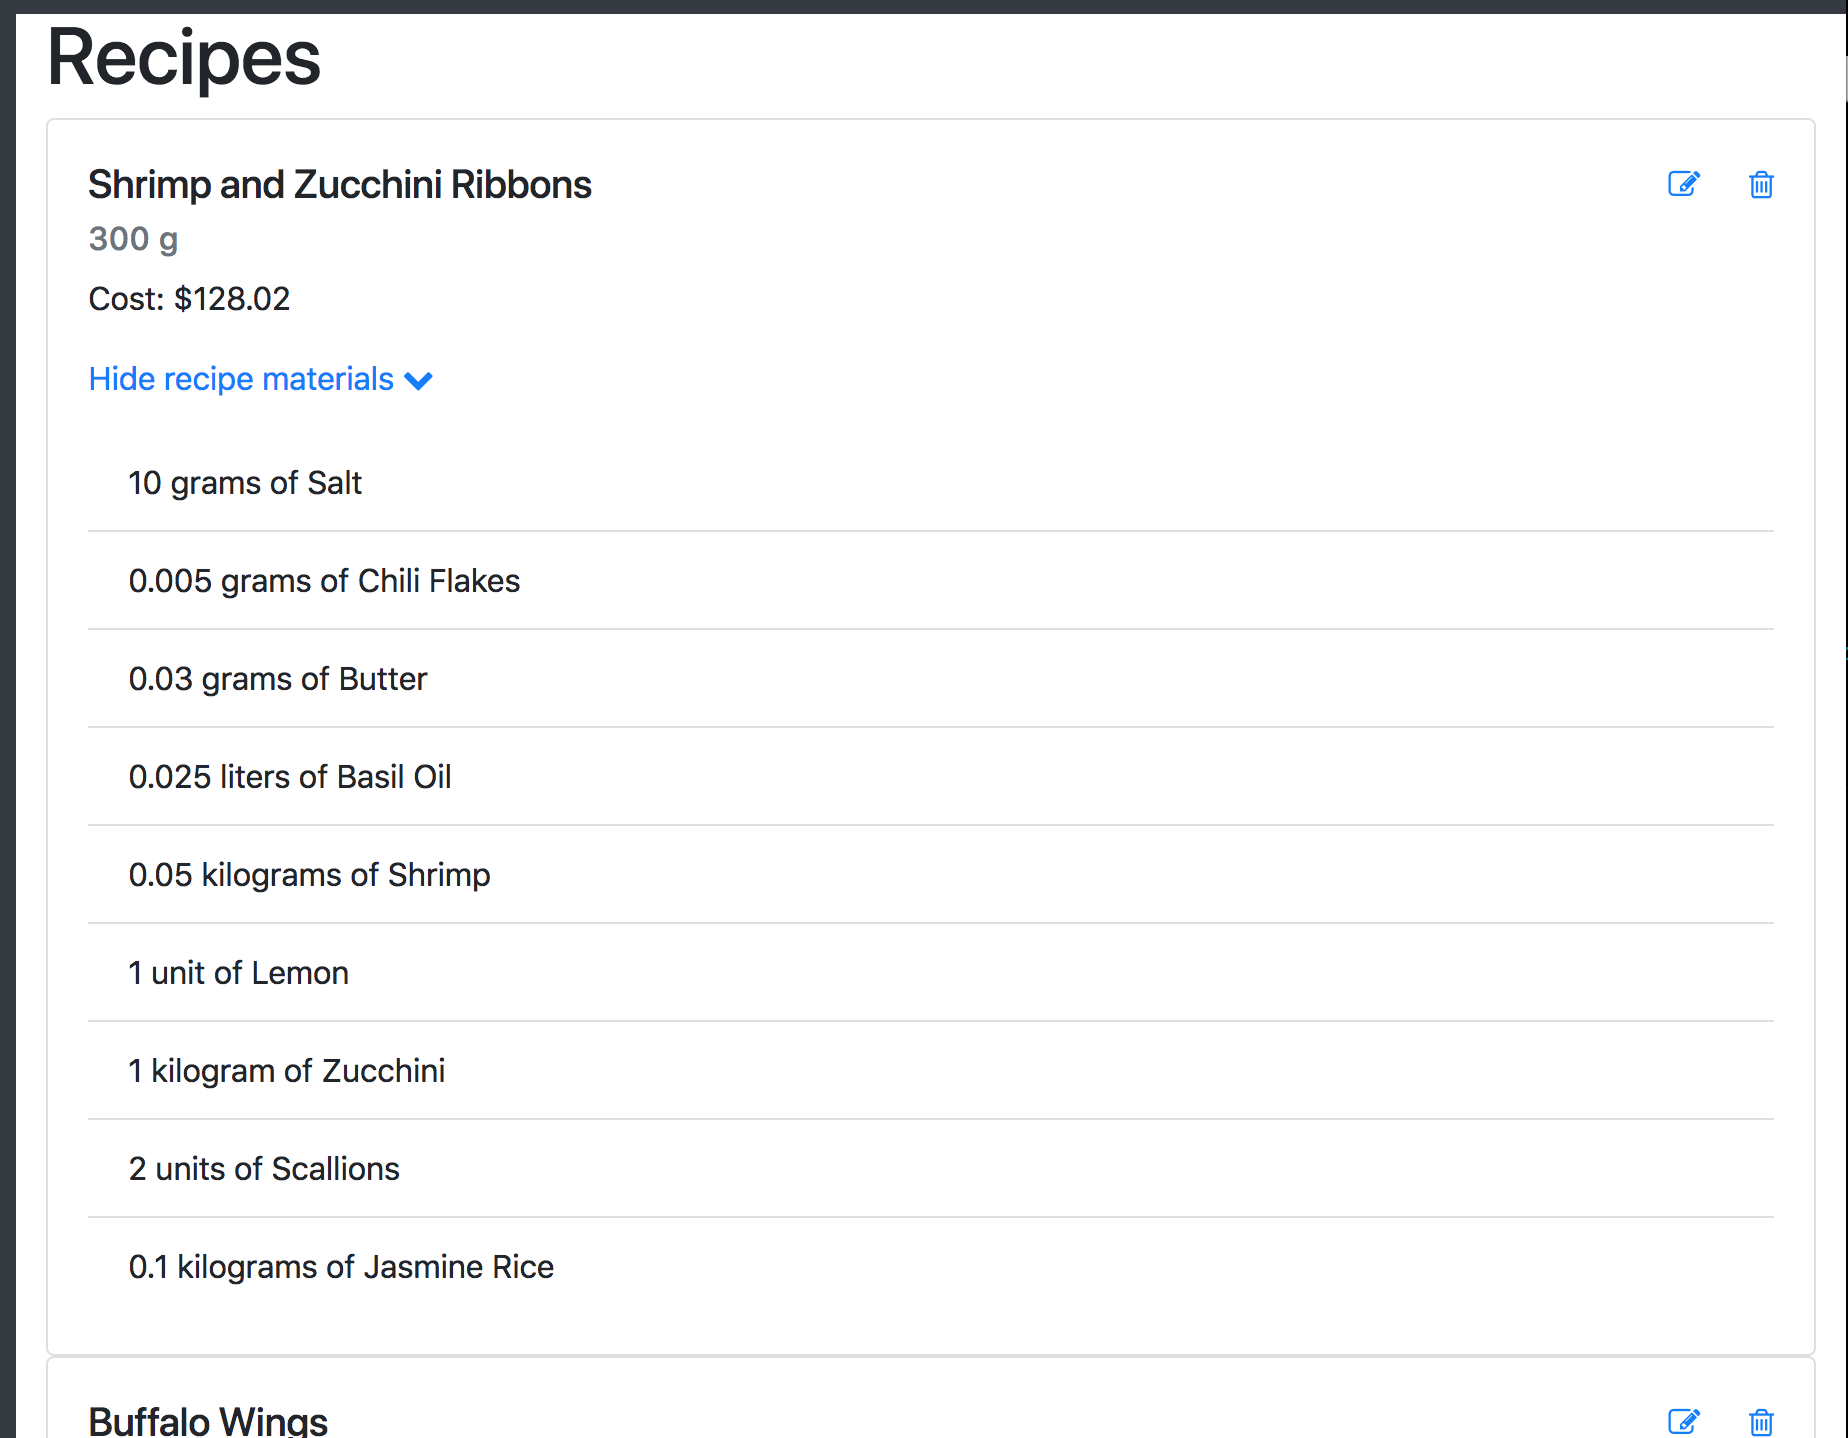 Recipes
Shrimp and Zucchini Ribbons
300 g
Cost: $128.02
Hide recipe materials
10 grams of Salt
0.005 grams of Chili Flakes
0.03 grams of Butter
0.025 liters of Basil Oil
0.05 kilograms of Shrimp
1 unit of Lemon
1 kilogram of Zucchini
2 units of Scallions
0.1 kilograms of Jasmine Rice
Buffalo Wings